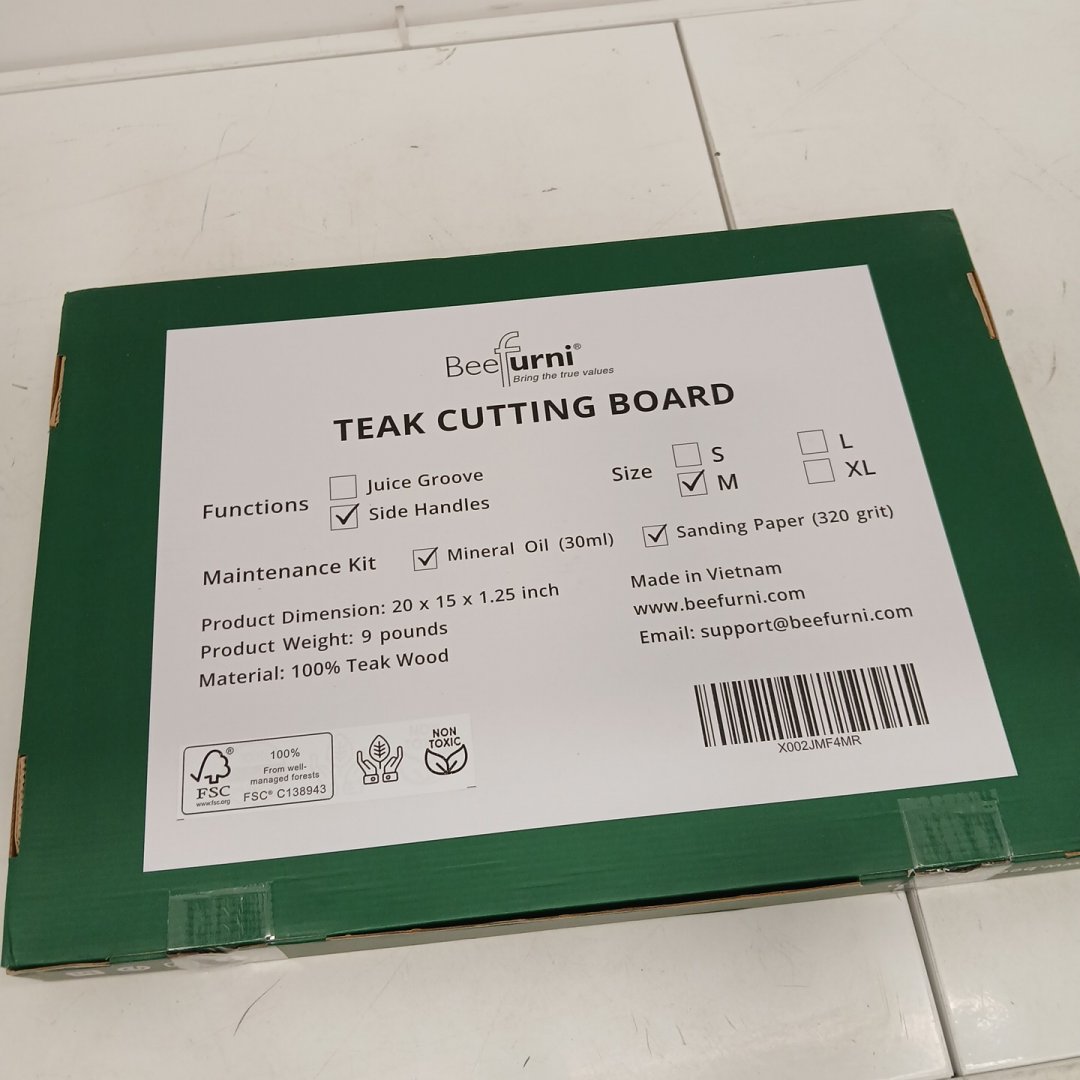 BeeFurni®
Bring the true values
TEAK CUTTING BOARD
Functions
Juice Groove
Side Handles
Size
S
M
L
XL
Maintenance Kit
Mineral Oil (30ml)
Sanding Paper (320 grit)
Product Dimension: 20 x 15 x 1.25 inch
Product Weight: 9 pounds
Material: 100% Teak Wood
Made in Vietnam
www.beefurni.com
Email: support@beefurni.com
X002JMF4MR
®
FSC
www.fsc.org
100%
From well-
managed forests
FSC® C138943
NON
TOXIC